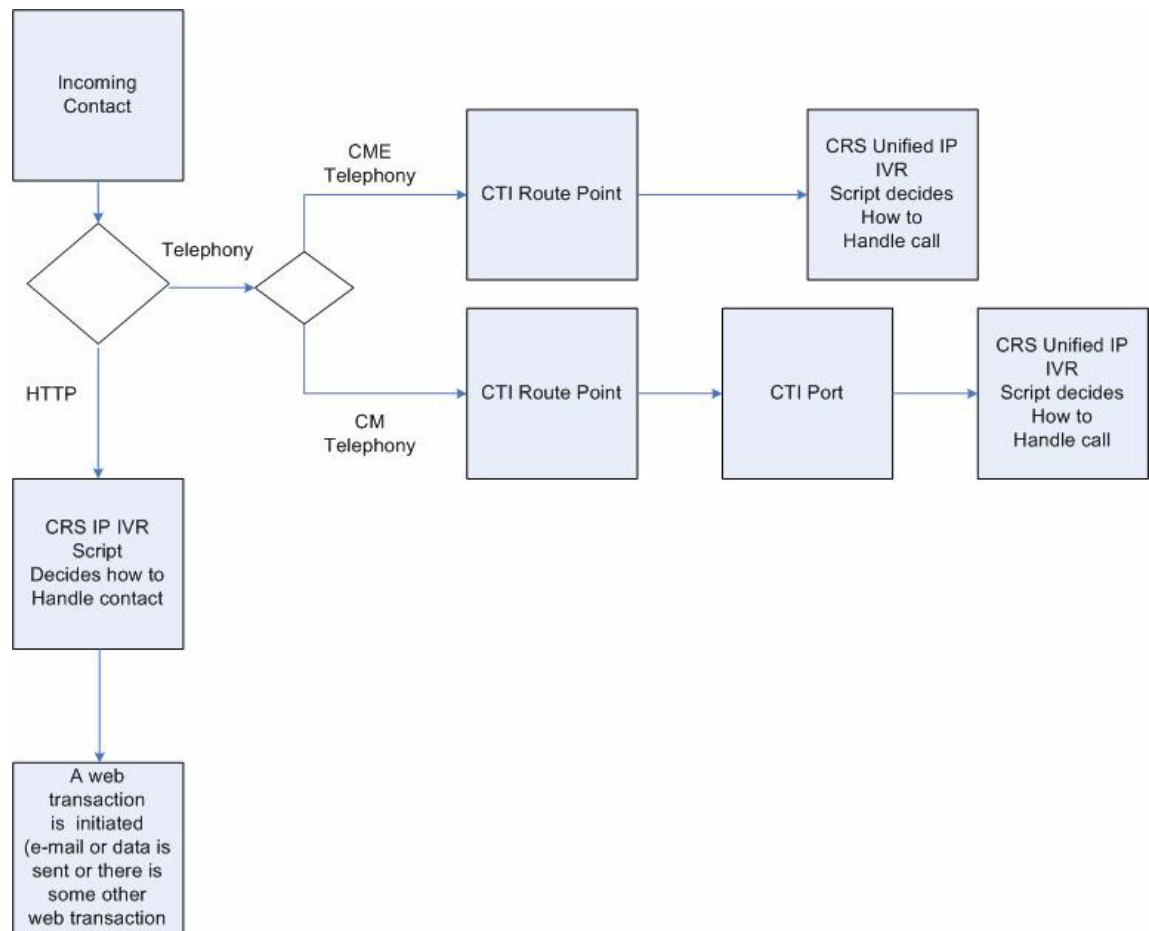 Incoming
Contact
Telephony
CME
Telephony
CTI Route Point
CRS Unified IP
IVR
Script decides
How to
Handle call
HTTP
CM
Telephony
CTI Route Point
CTI Port
CRS Unified IP
IVR
Script decides
How to
Handle call
CRS IP IVR
Script
Decides how to
Handle contact
A web
transaction
is initiated
(e-mail or data is
sent or there is
some other
web transaction